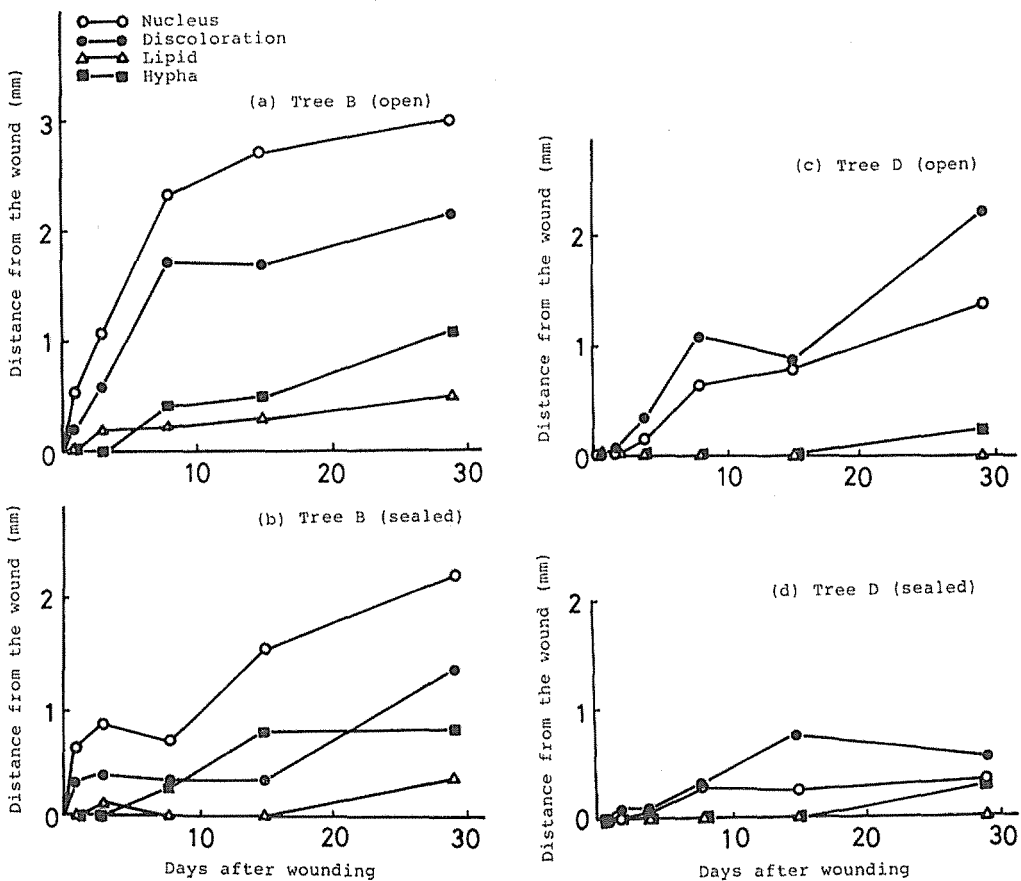 Nucleus
Discoloration
Lipid
Hypha
(a) Tree B (open)
Distance from the wound (mm)
3
2
1
0
10
20
30
(c) Tree D (open)
Distance from the wound (mm)
2
1
0
10
20
30
(b) Tree B (sealed)
Distance from the wound (mm)
2
1
0
10
20
30
Days after wounding
(d) Tree D (sealed)
Distance from the wound (mm)
2
1
0
10
20
30
Days after wounding